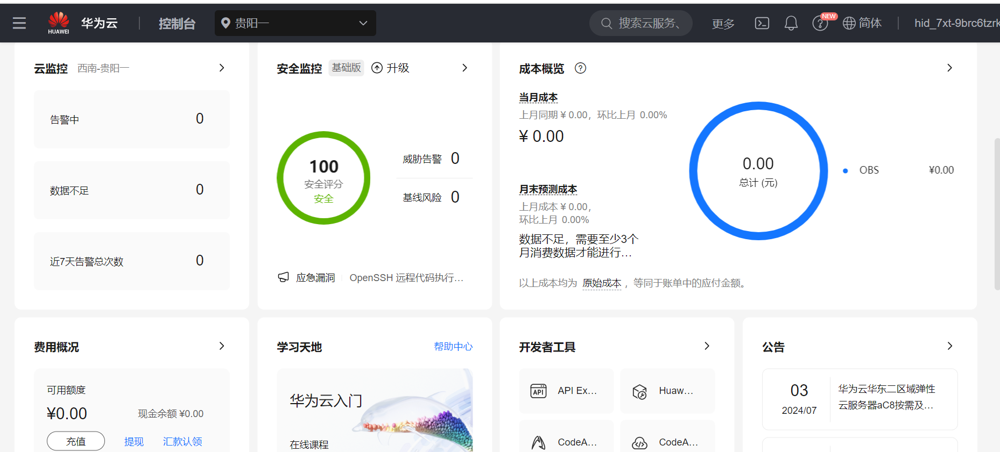 HUAWEI
华为云
控制台
贵阳一
搜索云服务、
更多
NEW
简体
hid_7xt-9brc6tzrk
云监控 西南-贵阳一
告警中 0
数据不足 0
近7天告警总次数 0
安全监控 基础版 升级
100
安全评分
安全
威胁告警 0
基线风险 0
应急漏洞 OpenSSH 远程代码执行...
成本概览
当月成本
上月同期 ¥ 0.00，环比上月 0.00%
¥ 0.00
月末预测成本
上月成本 ¥ 0.00，
环比上月 0.00%
数据不足，需要至少3个
月消费数据才能进行...
0.00
总计 (元)
OBS ¥0.00
以上成本均为 原始成本 ，等同于账单中的应付金额。
费用概况
可用额度
¥0.00
现金余额 ¥0.00
充值 提现 汇款认领
学习天地 帮助中心
华为云入门
在线课程
开发者工具
API
API Ex...
Huaw...
CodeA...
CodeA...
公告
03
2024/07
华为云华东二区域弹性
云服务器aC8按需及...